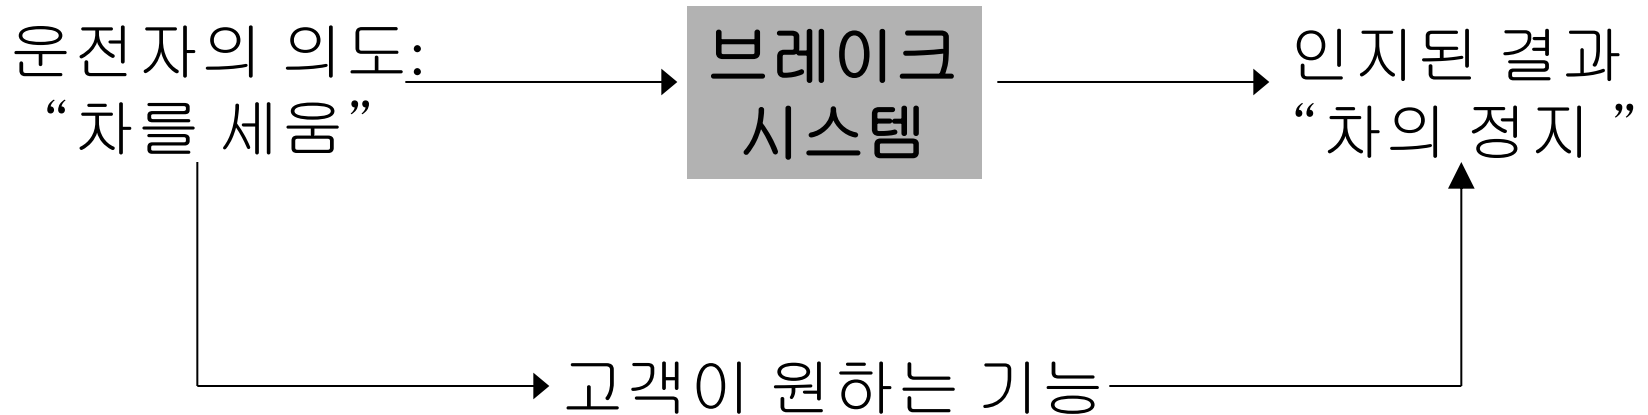 운전자의 의도:
“차를 세움”
브레이크
시스템
인지된 결과
“차의 정지 ”
고객이 원하는 기능